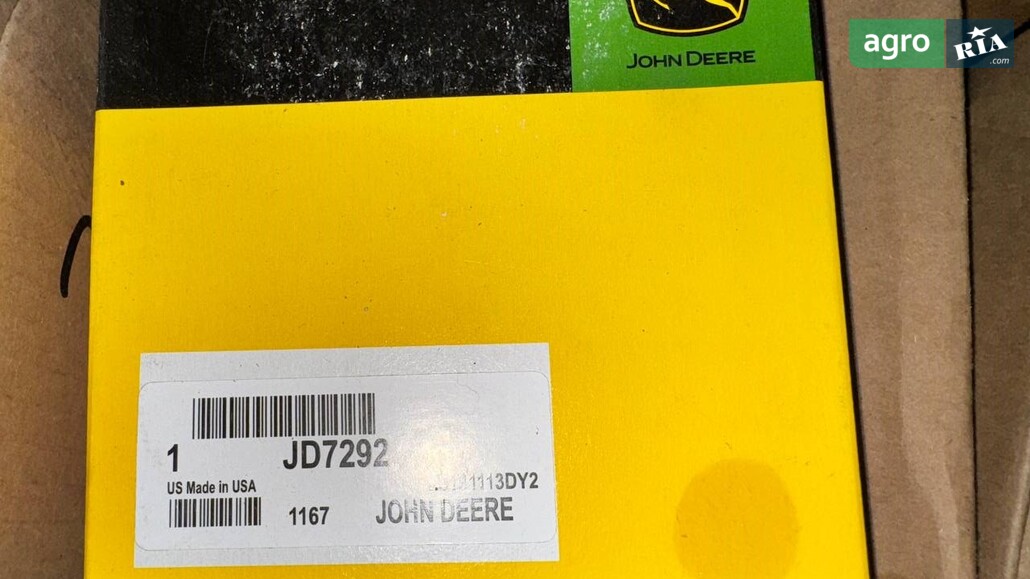 agro RIA
.com
JOHN DEERE
1 JD7292
US Made in USA
1167 JOHN DEERE